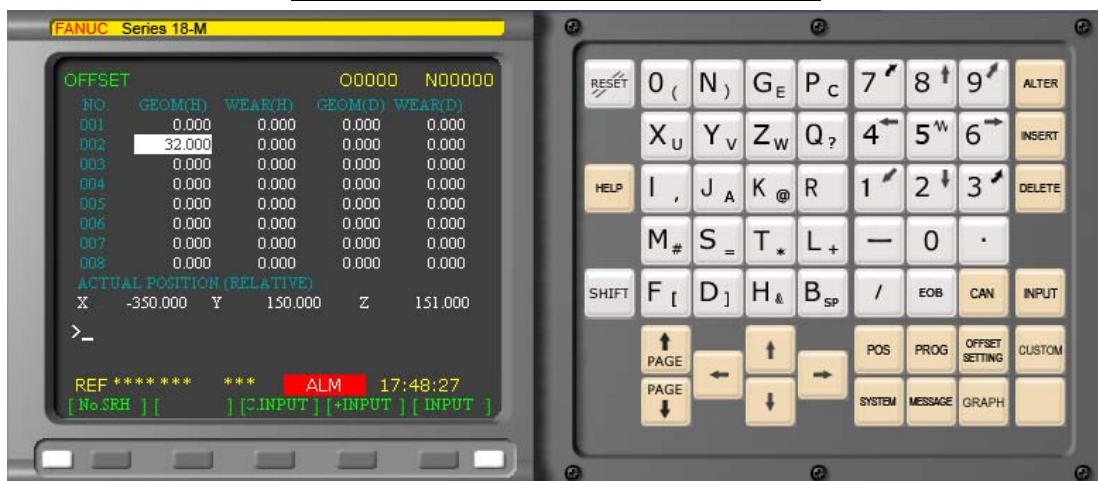 FANUC Series 18-M
OFFSET O0000 N00000
NO. GEOM(H) WEAR(H) GEOM(D) WEAR(D)
001 0.000 0.000 0.000 0.000
002 32.000 0.000 0.000 0.000
003 0.000 0.000 0.000 0.000
004 0.000 0.000 0.000 0.000
005 0.000 0.000 0.000 0.000
006 0.000 0.000 0.000 0.000
007 0.000 0.000 0.000 0.000
008 0.000 0.000 0.000 0.000
ACTUAL POSITION (RELATIVE)
X -350.000 Y 150.000 Z 151.000
>_
REF **** *** *** ALM 17:48:27
[ No.SRH ] [ ] [C.INPUT ] [+INPUT ] [ INPUT ]
RESET O ( N ) G E P C 7 8 9 ALTER
X U Y V Z W Q ? 4 5 6 INSERT
HELP I , J A K @ R 1 2 3 DELETE
M # S = T * L + — 0 .
SHIFT F [ D ] H & B SP / EOB CAN INPUT
PAGE POS PROG OFFSET SETTING CUSTOM
PAGE SYSTEM MESSAGE GRAPH